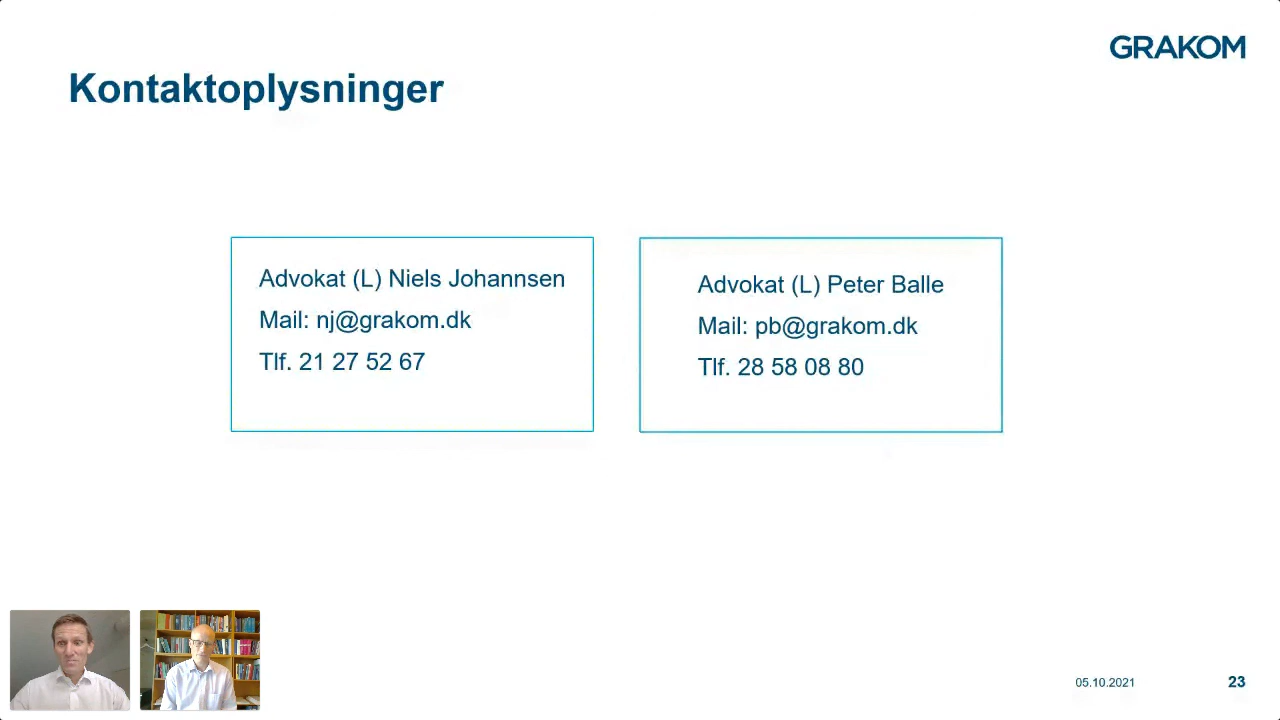 GRAKOM
Kontaktoplysninger
Advokat (L) Niels Johannsen
Mail: nj@grakom.dk
Tlf. 21 27 52 67
Advokat (L) Peter Balle
Mail: pb@grakom.dk
Tlf. 28 58 08 80
05.10.2021
23